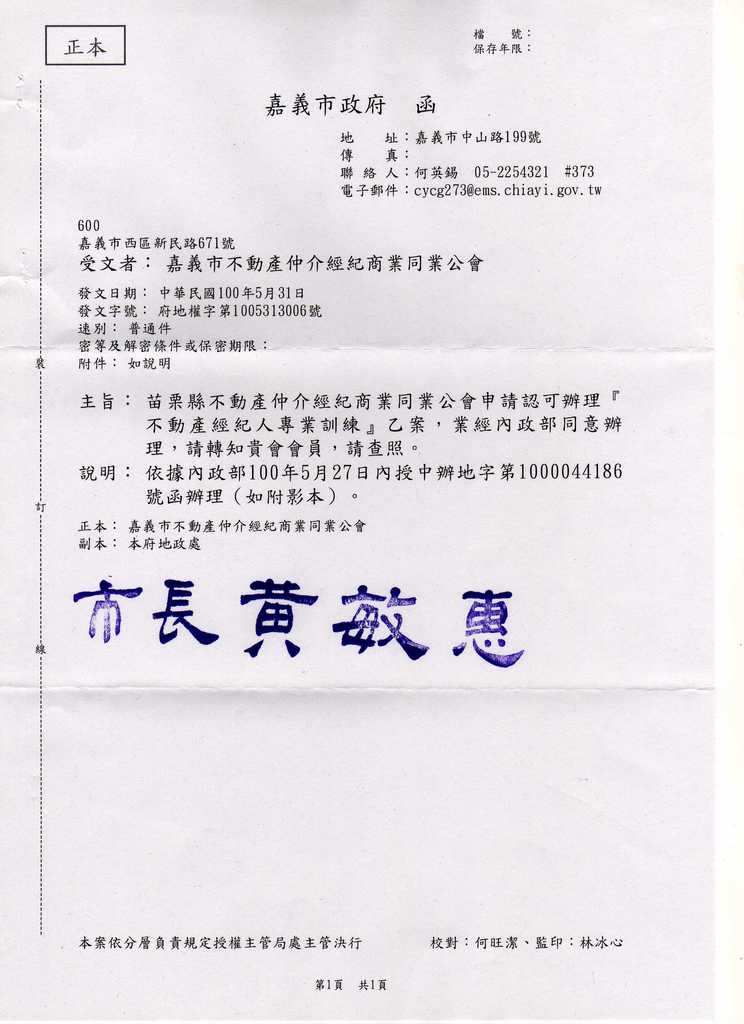 正本
檔　　號：
保存年限：
嘉義市政府　函
地　　址：嘉義市中山路199號
傳　　真：
聯 絡 人：何英錫　05-2254321　#373
電子郵件：cycg273@ems.chiayi.gov.tw
600
嘉義市西區新民路671號
受文者：　嘉義市不動產仲介經紀商業同業公會
發文日期：　中華民國100年5月31日
發文字號：　府地權字第1005313006號
速別：　普通件
密等及解密條件或保密期限：
附件：　如說明
主旨：　苗栗縣不動產仲介經紀商業同業公會申請認可辦理『
不動產經紀人專業訓練』乙案，業經內政部同意辦
理，請轉知貴會會員，請查照。
說明：　依據內政部100年5月27日內授中辦地字第1000044186
號函辦理（如附影本）。
正本：　嘉義市不動產仲介經紀商業同業公會
副本：　本府地政處
市長黃敏惠
裝
訂
線
本案依分層負責規定授權主管局處主管決行　　校對：何旺潔、監印：林冰心
第1頁　共1頁